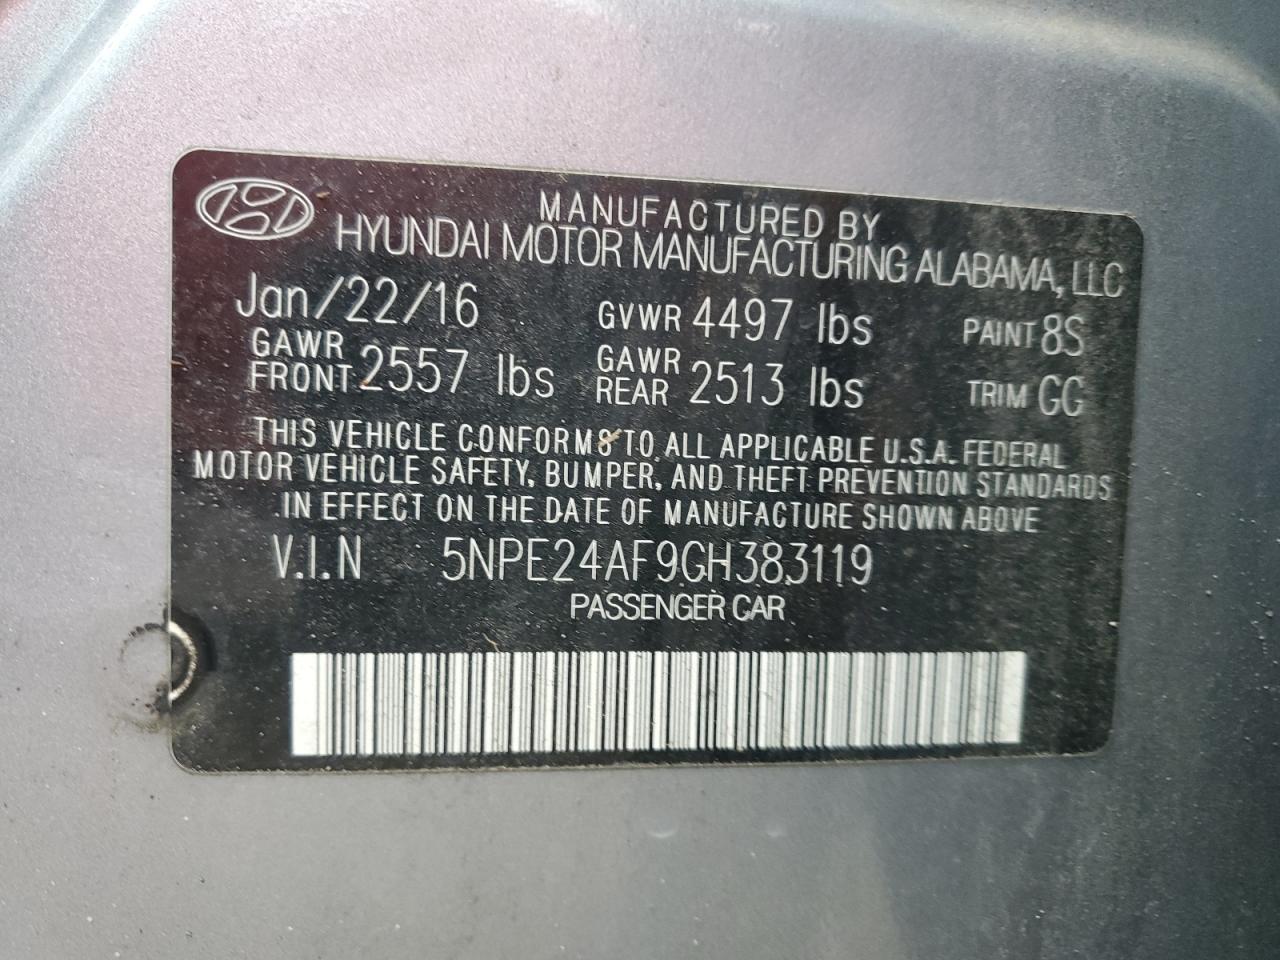 MANUFACTURED BY
HYUNDAI MOTOR MANUFACTURING ALABAMA, LLC
Jan/22/16 GVWR 4497 lbs PAINT 8S
GAWR FRONT 2557 lbs GAWR REAR 2513 lbs TRIM GG
THIS VEHICLE CONFORMS TO ALL APPLICABLE U.S.A. FEDERAL
MOTOR VEHICLE SAFETY, BUMPER, AND THEFT PREVENTION STANDARDS
IN EFFECT ON THE DATE OF MANUFACTURE SHOWN ABOVE
V.I.N 5NPE24AF9GH383119
PASSENGER CAR